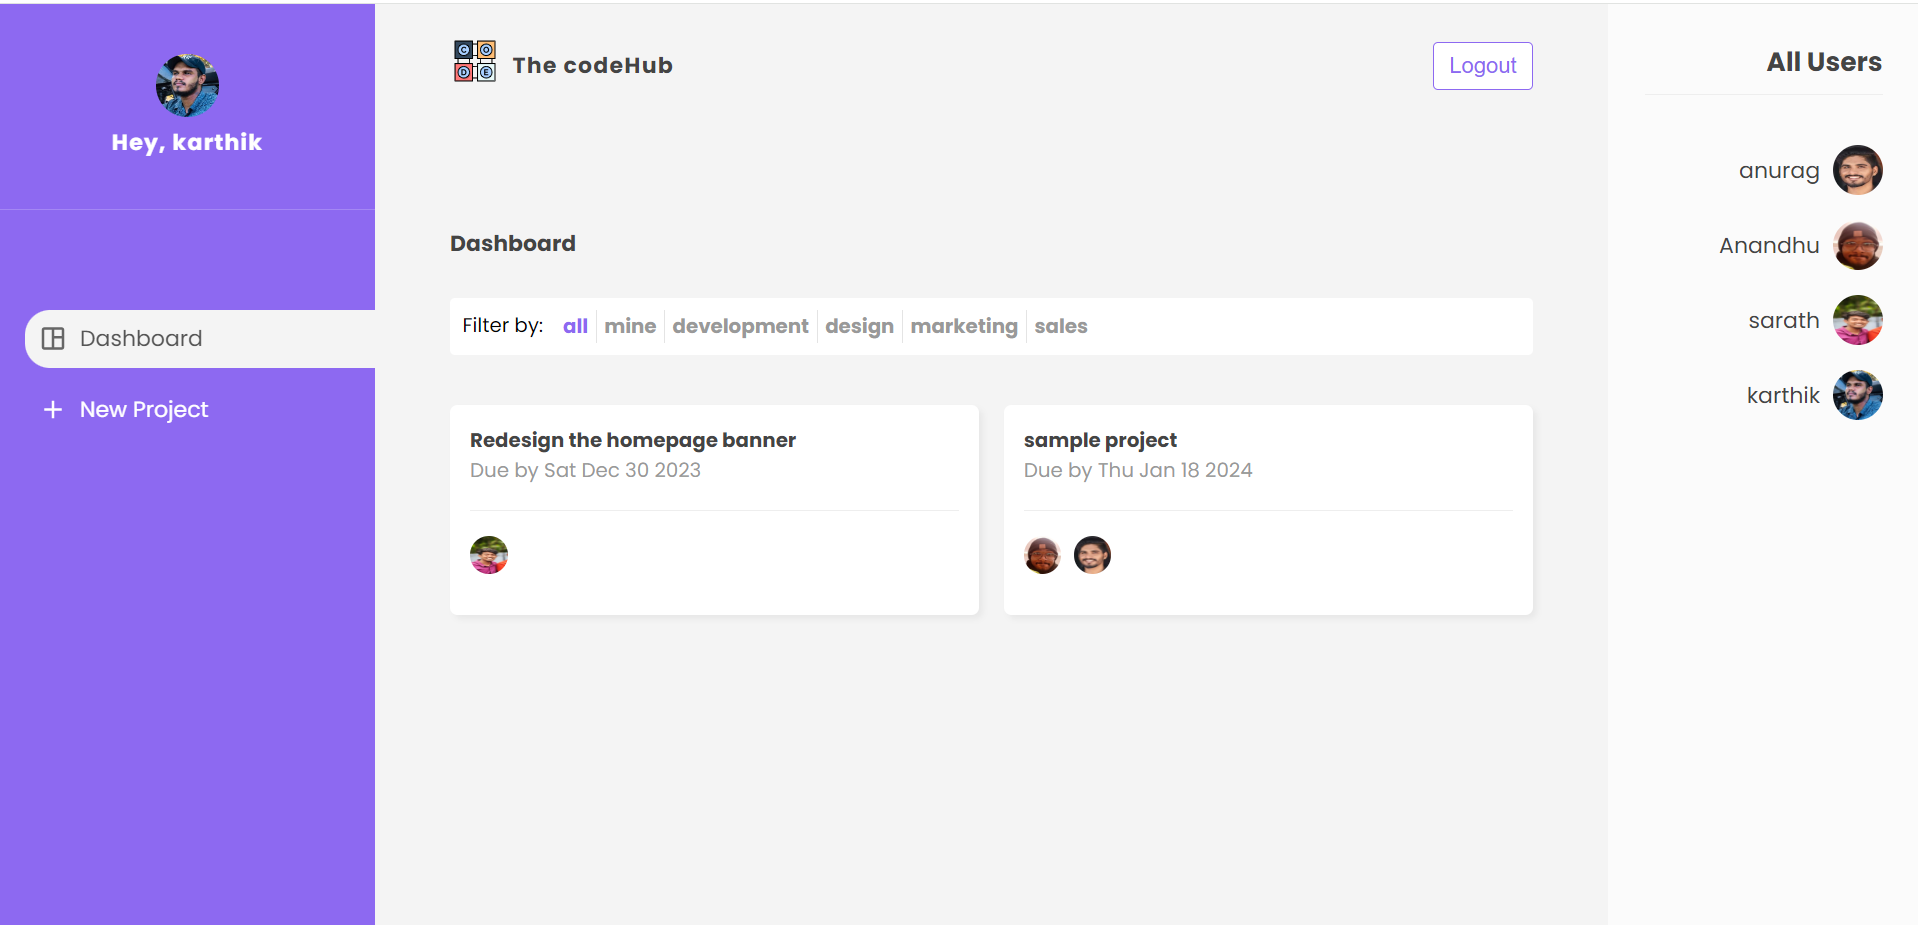 Hey, karthik
Dashboard
New Project
C O
D E
The codeHub
Logout
Dashboard
Filter by: all mine development design marketing sales
Redesign the homepage banner
Due by Sat Dec 30 2023
sample project
Due by Thu Jan 18 2024
All Users
anurag
Anandhu
sarath
karthik